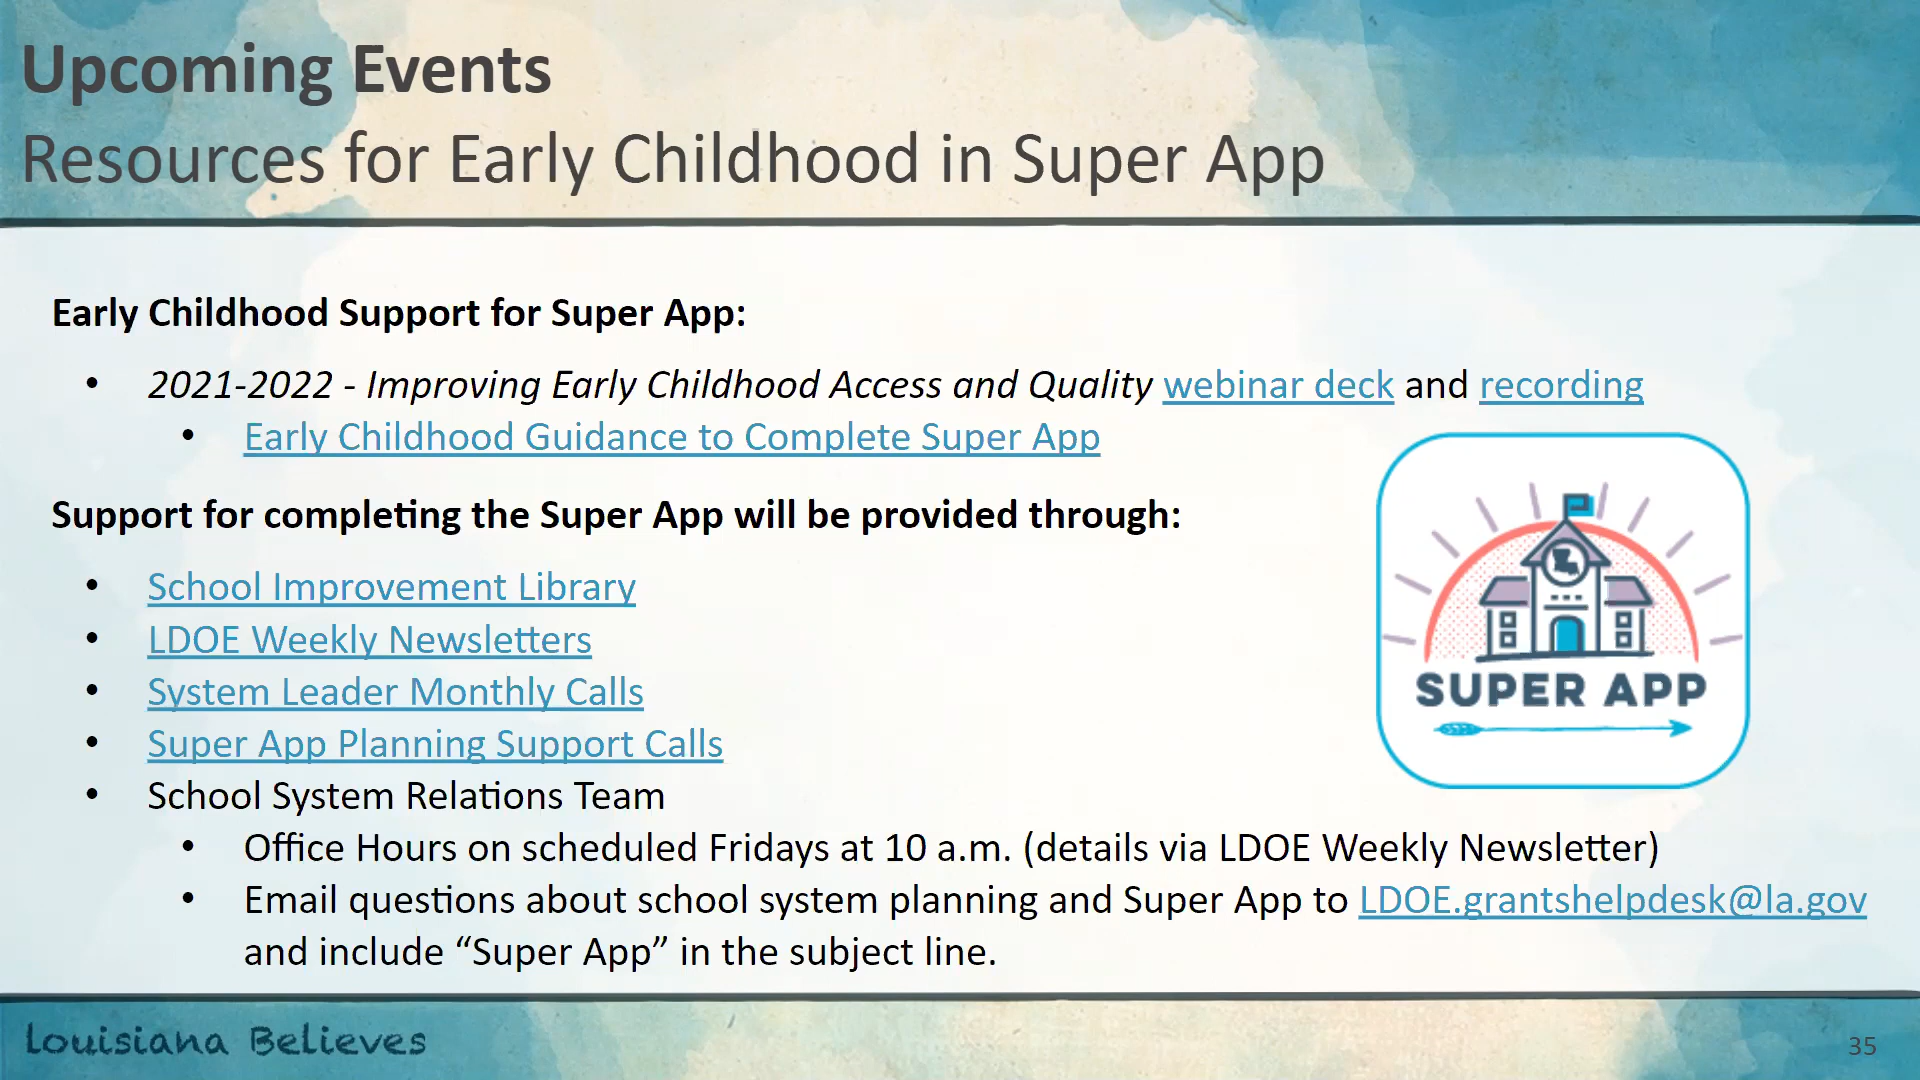 Upcoming Events
Resources for Early Childhood in Super App
Early Childhood Support for Super App:
• 2021-2022 - Improving Early Childhood Access and Quality webinar deck and recording
• Early Childhood Guidance to Complete Super App
Support for completing the Super App will be provided through:
• School Improvement Library
• LDOE Weekly Newsletters
• System Leader Monthly Calls
• Super App Planning Support Calls
• School System Relations Team
• Office Hours on scheduled Fridays at 10 a.m. (details via LDOE Weekly Newsletter)
• Email questions about school system planning and Super App to LDOE.grantshelpdesk@la.gov
and include “Super App” in the subject line.
SUPER APP
Louisiana Believes
35